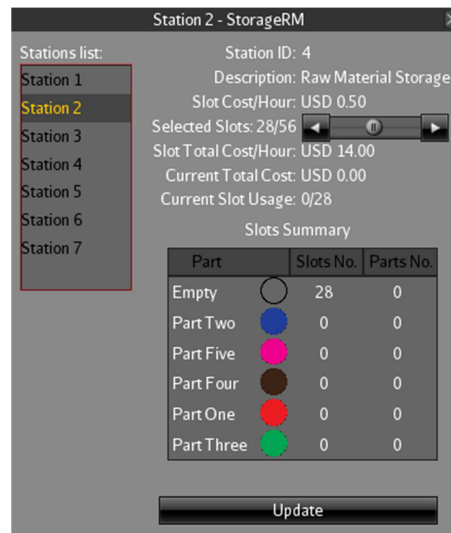 Station 2 - StorageRM
Stations list:
Station 1
Station 2
Station 3
Station 4
Station 5
Station 6
Station 7
Station ID: 4
Description: Raw Material Storage
Slot Cost/Hour: USD 0.50
Selected Slots: 28/56
Slot Total Cost/Hour: USD 14.00
Current Total Cost: USD 0.00
Current Slot Usage: 0/28
Slots Summary
Part Slots No. Parts No.
Empty 28 0
Part Two 0 0
Part Five 0 0
Part Four 0 0
Part One 0 0
Part Three 0 0
Update